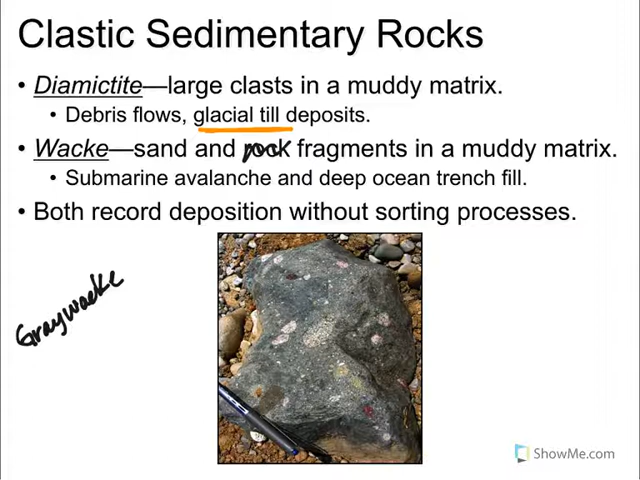 Clastic Sedimentary Rocks
• Diamictite—large clasts in a muddy matrix.
• Debris flows, glacial till deposits.
• Wacke—sand and rock fragments in a muddy matrix.
• Submarine avalanche and deep ocean trench fill.
• Both record deposition without sorting processes.
Graywacke
ShowMe.com